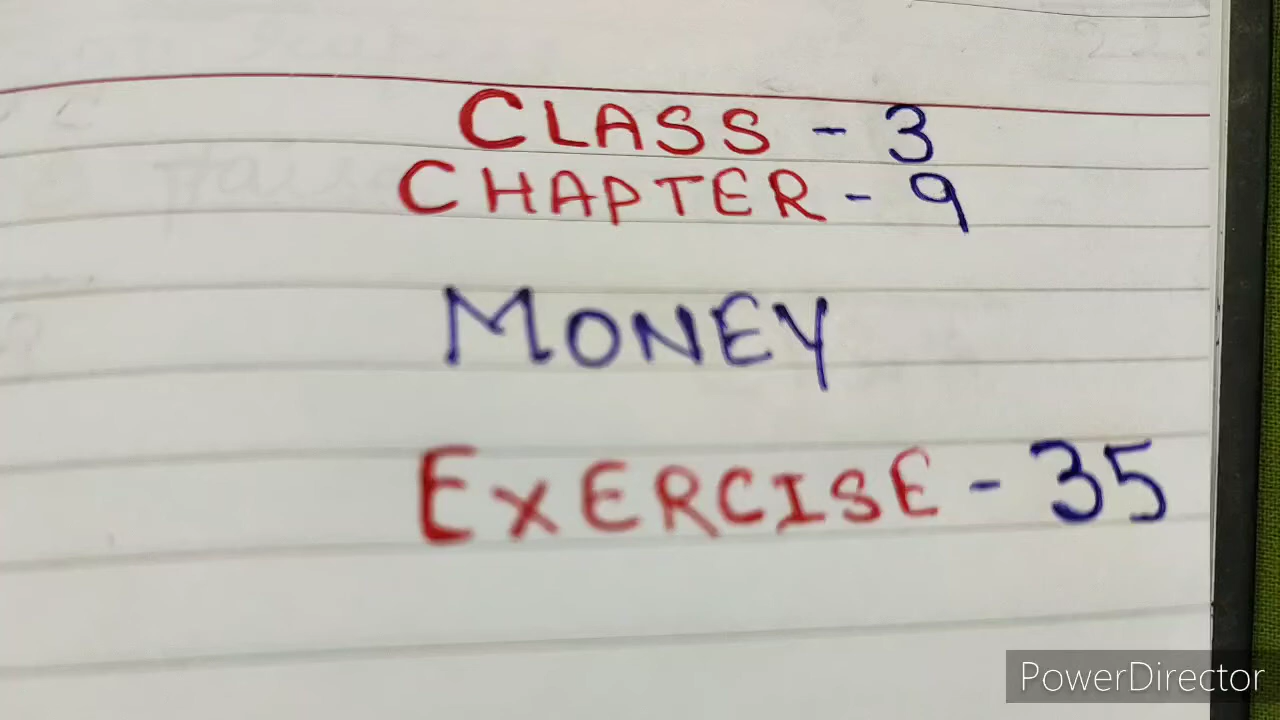 CLASS - 3
CHAPTER - 9
MONEY
EXERCISE - 35
PowerDirector